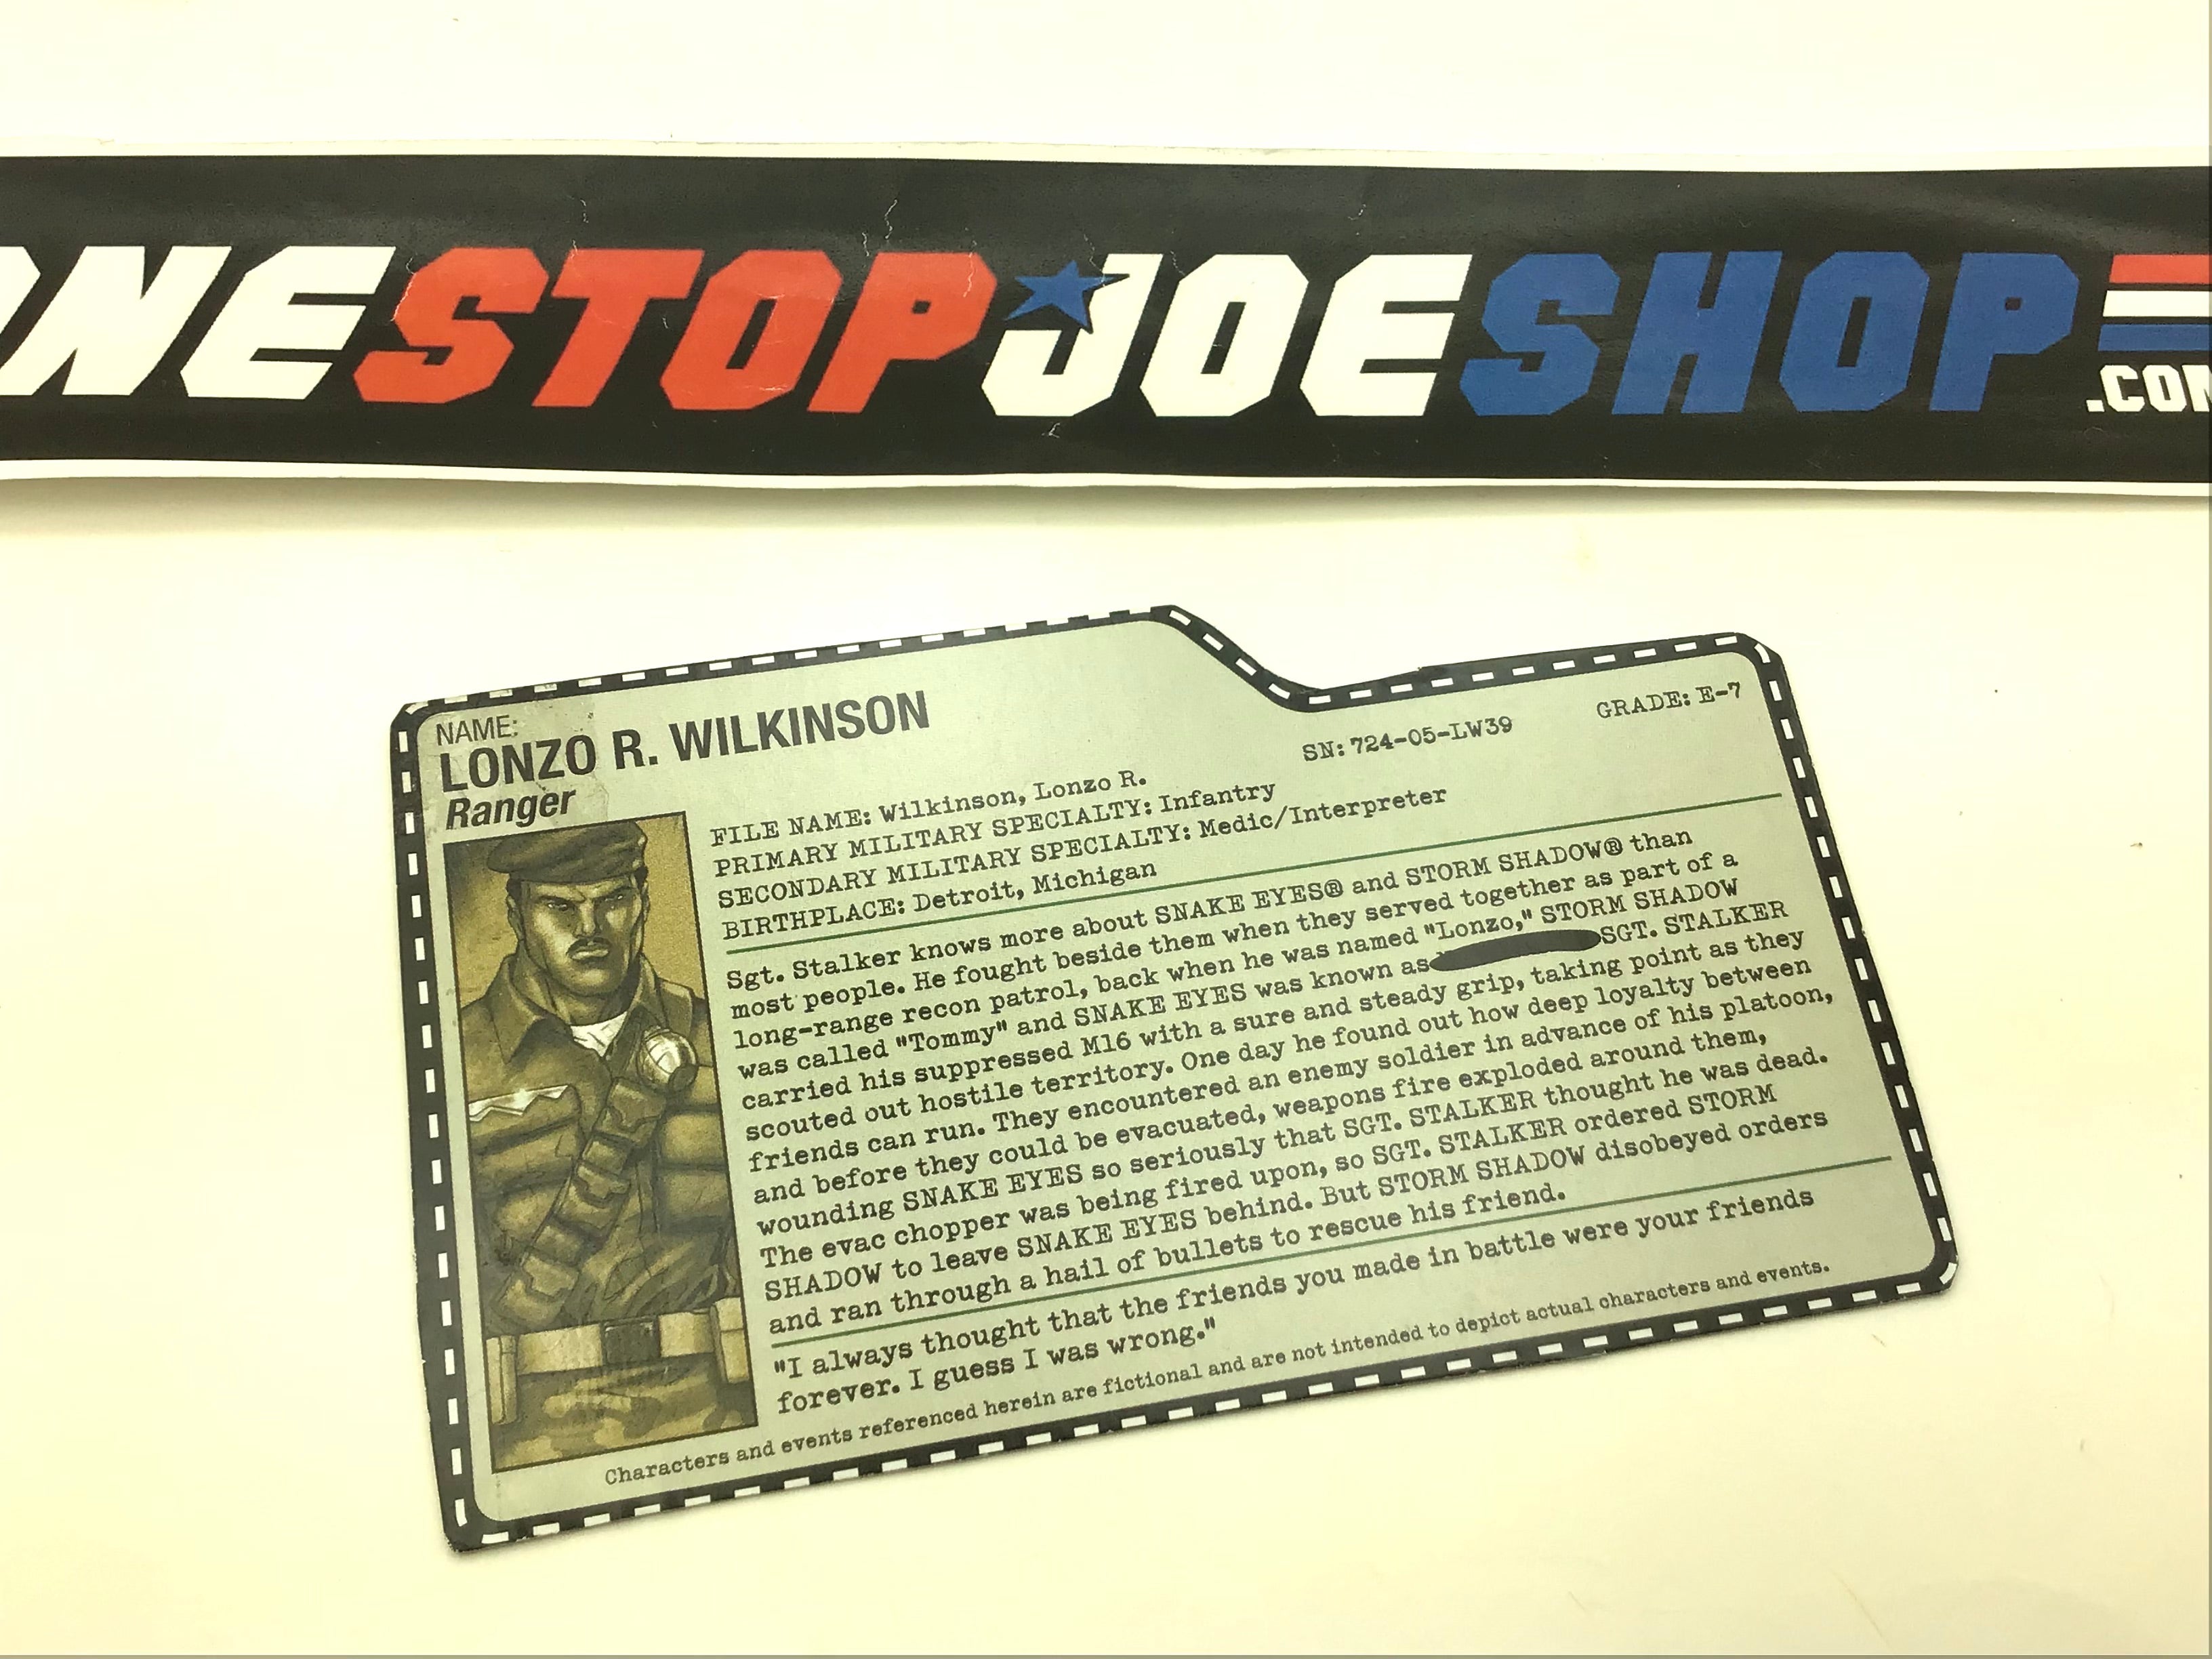 ONESTOPJOESHOP
.COM
NAME:
LONZO R. WILKINSON
Ranger
SN: 724-05-LW39
GRADE: E-7
FILE NAME: Wilkinson, Lonzo R.
PRIMARY MILITARY SPECIALTY: Infantry
SECONDARY MILITARY SPECIALTY: Medic/Interpreter
BIRTHPLACE: Detroit, Michigan
Sgt. Stalker knows more about SNAKE EYES® and STORM SHADOW® than
most people. He fought beside them when they served together as part of a
long-range recon patrol, back when he was named "Lonzo," STORM SHADOW
was called "Tommy" and SNAKE EYES was known as SGT. STALKER
carried his suppressed M16 with a sure and steady grip, taking point as they
scouted out hostile territory. One day he found out how deep loyalty between
friends can run. They encountered an enemy soldier in advance of his platoon,
and before they could be evacuated, weapons fire exploded around them,
wounding SNAKE EYES so seriously that SGT. STALKER thought he was dead.
The evac chopper was being fired upon, so SGT. STALKER ordered STORM
SHADOW to leave SNAKE EYES behind. But STORM SHADOW disobeyed orders
and ran through a hail of bullets to rescue his friend.
"I always thought that the friends you made in battle were your friends
forever. I guess I was wrong."
Characters and events referenced herein are fictional and are not intended to depict actual characters and events.